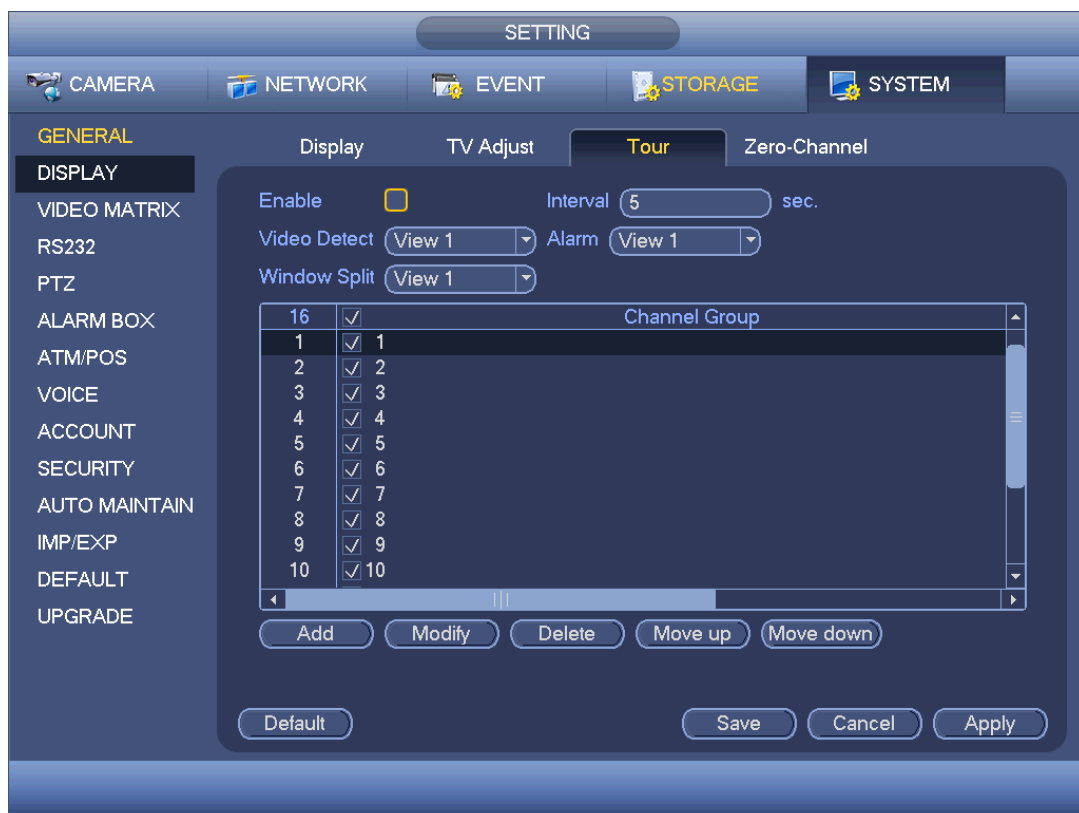 SETTING
CAMERA NETWORK EVENT STORAGE SYSTEM
GENERAL
DISPLAY
VIDEO MATRIX
RS232
PTZ
ALARM BOX
ATM/POS
VOICE
ACCOUNT
SECURITY
AUTO MAINTAIN
IMP/EXP
DEFAULT
UPGRADE
Display TV Adjust Tour Zero-Channel
Enable Interval 5 sec.
Video Detect View 1 Alarm View 1
Window Split View 1
16 Channel Group
1 1
2 2
3 3
4 4
5 5
6 6
7 7
8 8
9 9
10 10
Add Modify Delete Move up Move down
Default Save Cancel Apply